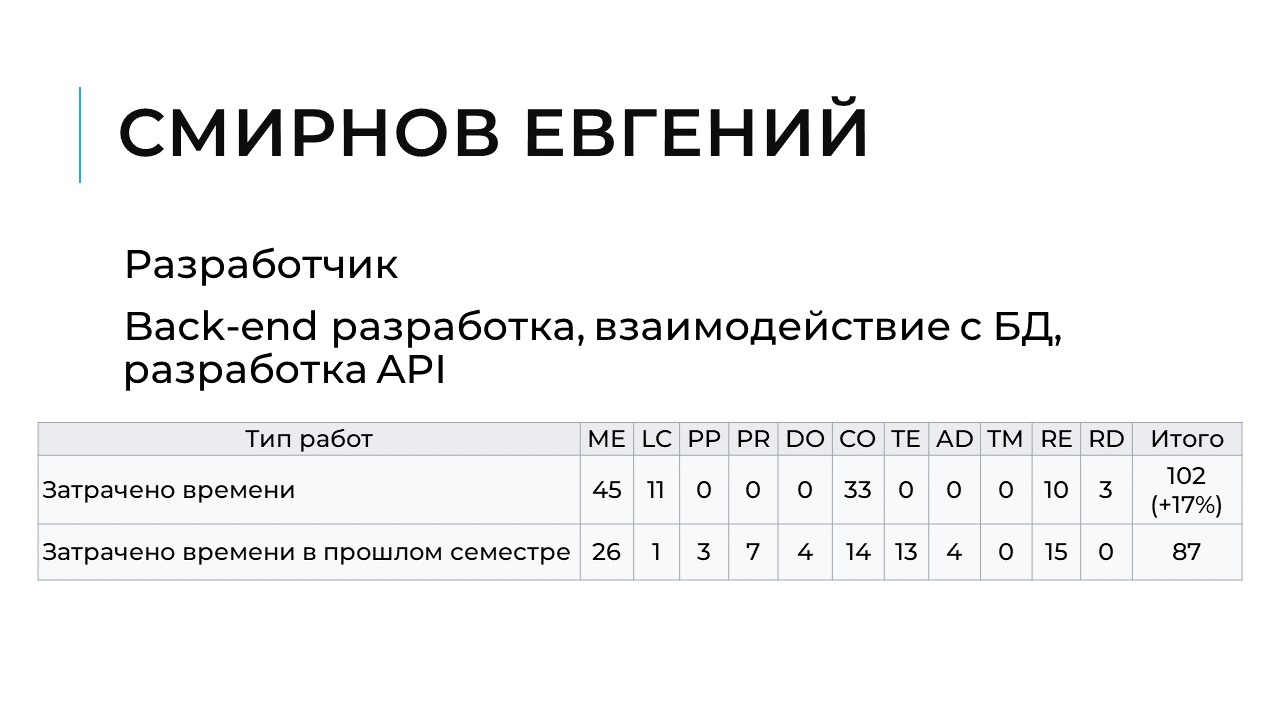 СМИРНОВ ЕВГЕНИЙ
Разработчик
Back-end разработка, взаимодействие с БД,
разработка API
Тип работ ME LC PP PR DO CO TE AD TM RE RD Итого
Затрачено времени 45 11 0 0 0 33 0 0 0 10 3 102 (+17%)
Затрачено времени в прошлом семестре 26 1 3 7 4 14 13 4 0 15 0 87